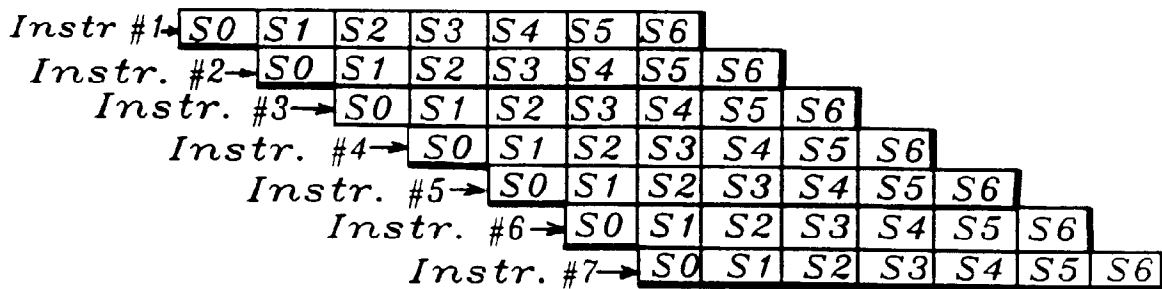 Instr #1 S0 S1 S2 S3 S4 S5 S6
Instr. #2 S0 S1 S2 S3 S4 S5 S6
Instr. #3 S0 S1 S2 S3 S4 S5 S6
Instr. #4 S0 S1 S2 S3 S4 S5 S6
Instr. #5 S0 S1 S2 S3 S4 S5 S6
Instr. #6 S0 S1 S2 S3 S4 S5 S6
Instr. #7 S0 S1 S2 S3 S4 S5 S6